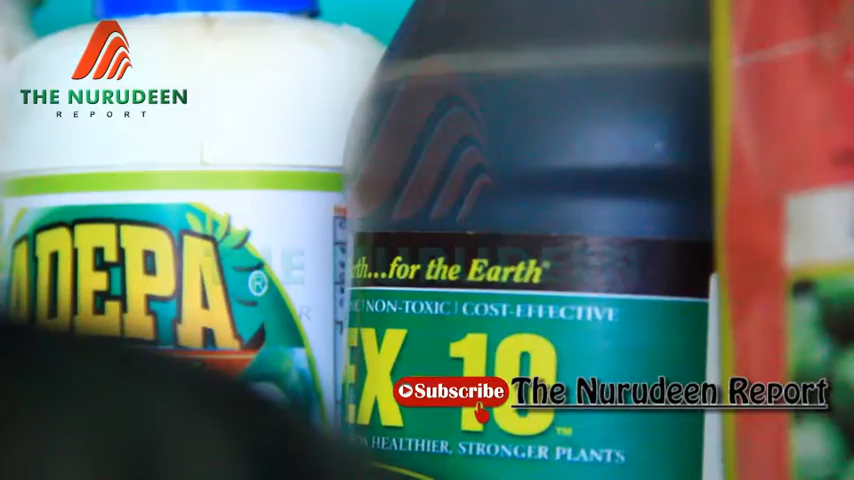 THE NURUDEEN
REPORT
ADEPA
®
...for the Earth®
NON-TOXIC | COST-EFFECTIVE
EX 10™
HEALTHIER, STRONGER PLANTS
Subscribe
The Nurudeen Report